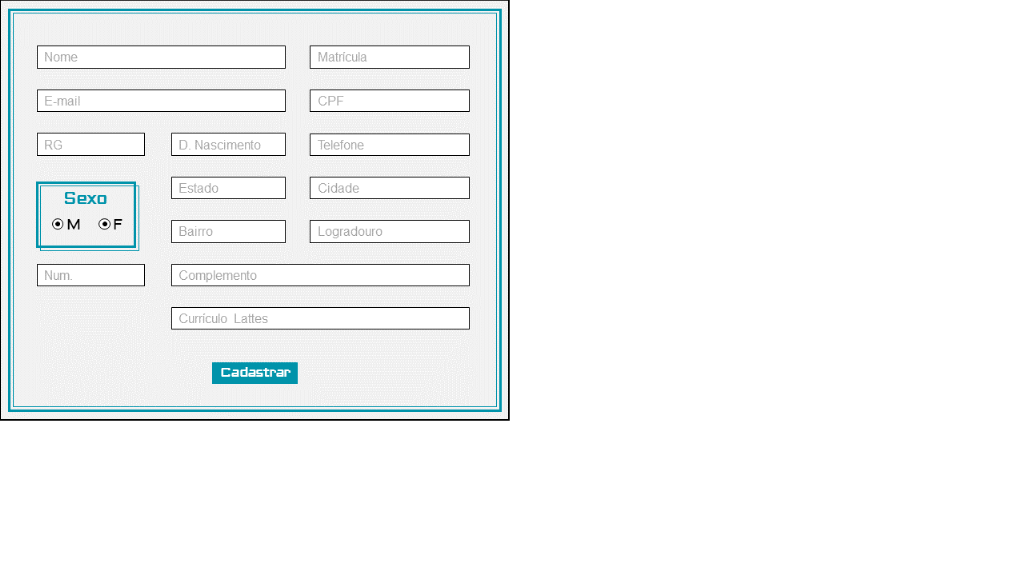 Nome
Matrícula
E-mail
CPF
RG
D. Nascimento
Telefone
Sexo
M
F
Estado
Cidade
Bairro
Logradouro
Num.
Complemento
Currículo Lattes
Cadastrar